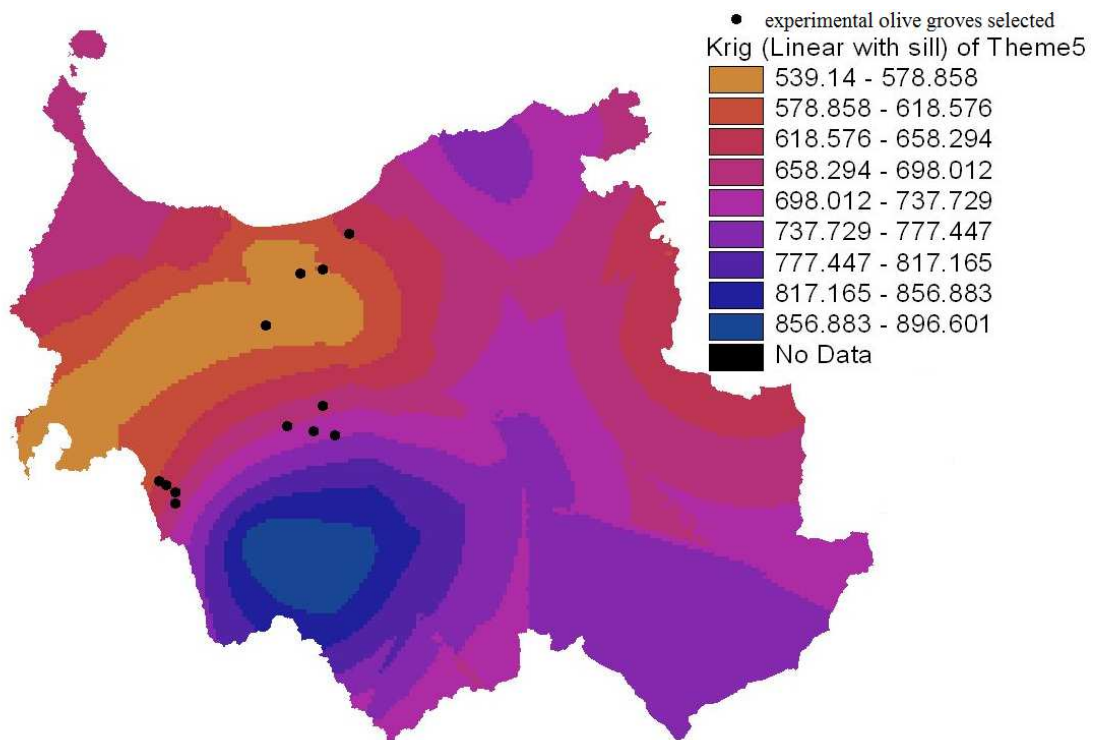 experimental olive groves selected
Krig (Linear with sill) of Theme5
539.14 - 578.858
578.858 - 618.576
618.576 - 658.294
658.294 - 698.012
698.012 - 737.729
737.729 - 777.447
777.447 - 817.165
817.165 - 856.883
856.883 - 896.601
No Data